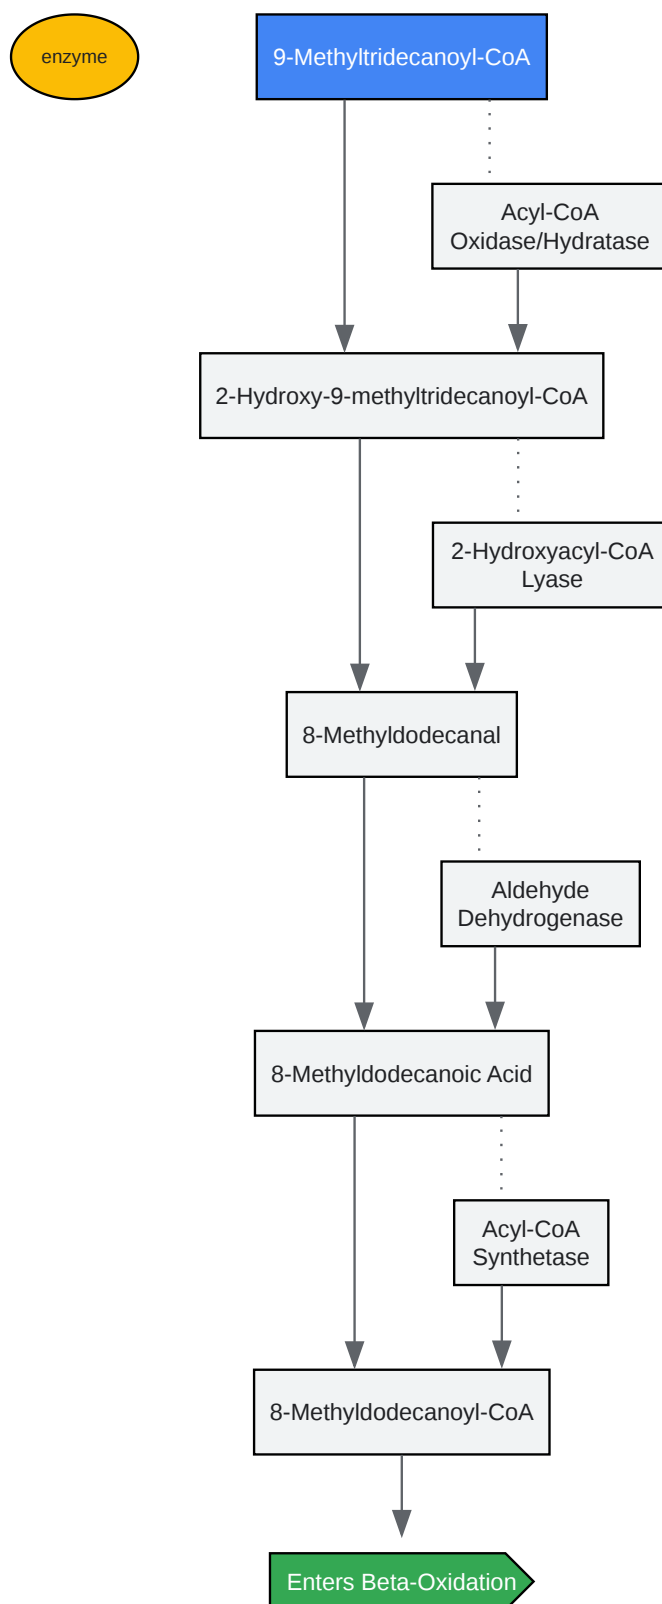 enzyme
9-Methyltridecanoyl-CoA
Acyl-CoA
Oxidase/Hydratase
2-Hydroxy-9-methyltridecanoyl-CoA
2-Hydroxyacyl-CoA
Lyase
8-Methyldodecanal
Aldehyde
Dehydrogenase
8-Methyldodecanoic Acid
Acyl-CoA
Synthetase
8-Methyldodecanoyl-CoA
Enters Beta-Oxidation